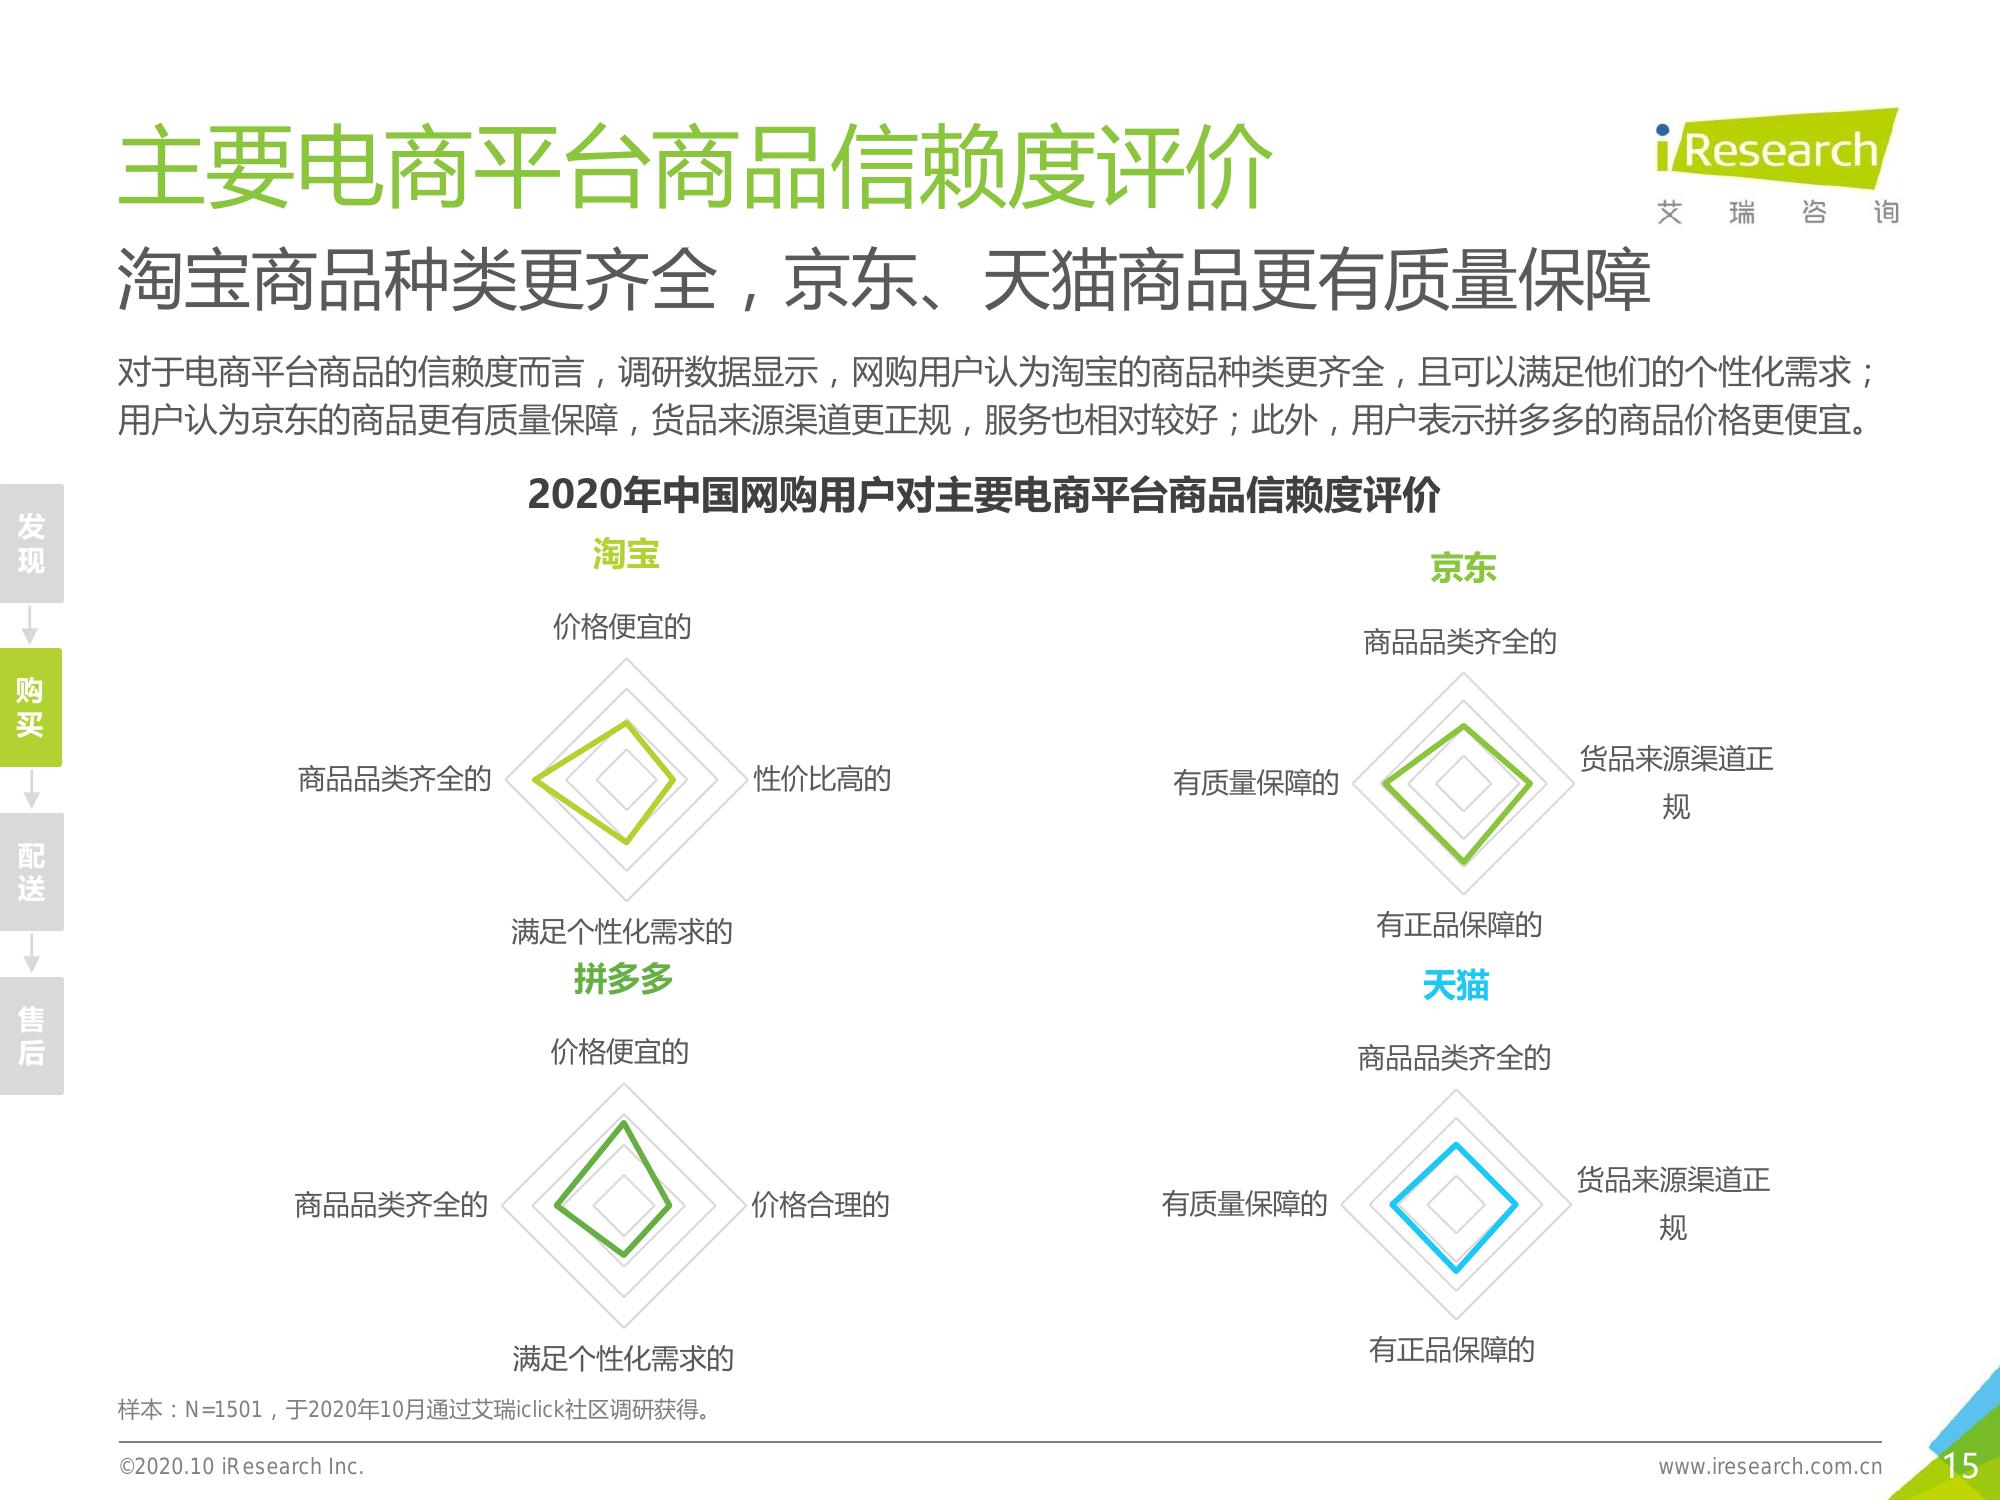 主要电商平台商品信赖度评价
iResearch
艾瑞咨询
淘宝商品种类更齐全，京东、天猫商品更有质量保障
对于电商平台商品的信赖度而言，调研数据显示，网购用户认为淘宝的商品种类更齐全，且可以满足他们的个性化需求；
用户认为京东的商品更有质量保障，货品来源渠道更正规，服务也相对较好；此外，用户表示拼多多的商品价格更便宜。
发
现
购
买
配
送
售
后
2020年中国网购用户对主要电商平台商品信赖度评价
淘宝
价格便宜的
商品品类齐全的
性价比高的
满足个性化需求的
京东
商品品类齐全的
有质量保障的
货品来源渠道正
规
有正品保障的
拼多多
价格便宜的
商品品类齐全的
价格合理的
满足个性化需求的
天猫
商品品类齐全的
有质量保障的
货品来源渠道正
规
有正品保障的
样本：N=1501，于2020年10月通过艾瑞iclick社区调研获得。
©2020.10 iResearch Inc.
www.iresearch.com.cn
15